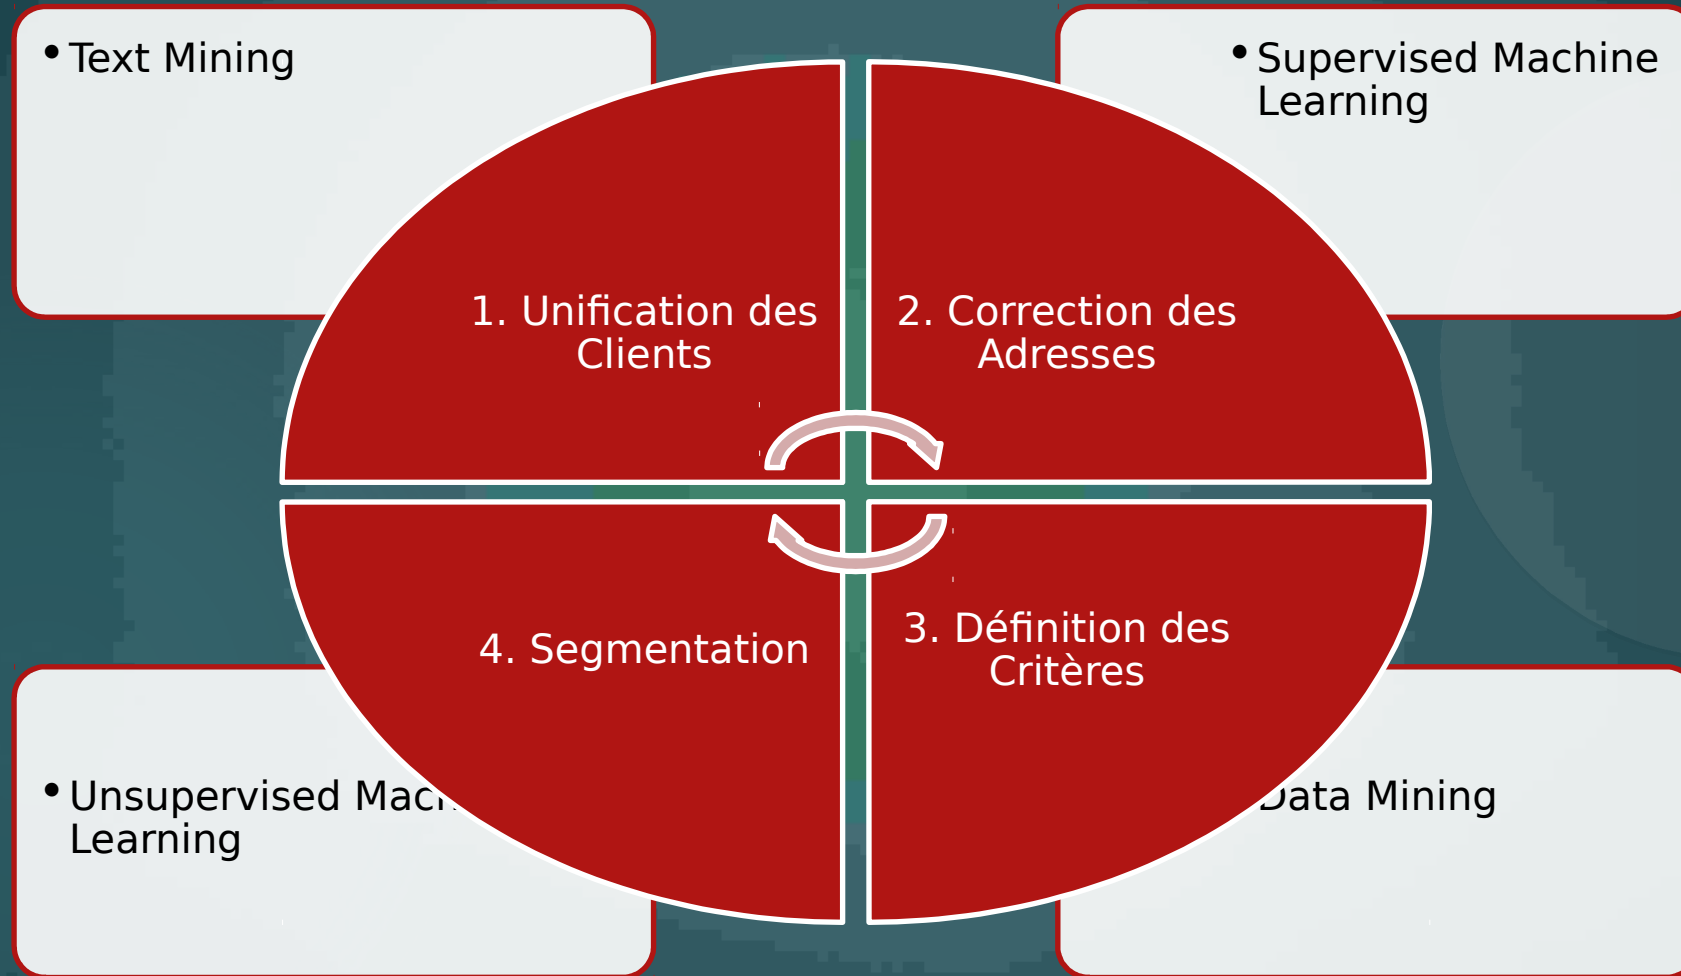 • Text Mining
• Supervised Machine
Learning
1. Unification des
Clients
2. Correction des
Adresses
4. Segmentation
3. Définition des
Critères
• Unsupervised
Learning
Data Mining